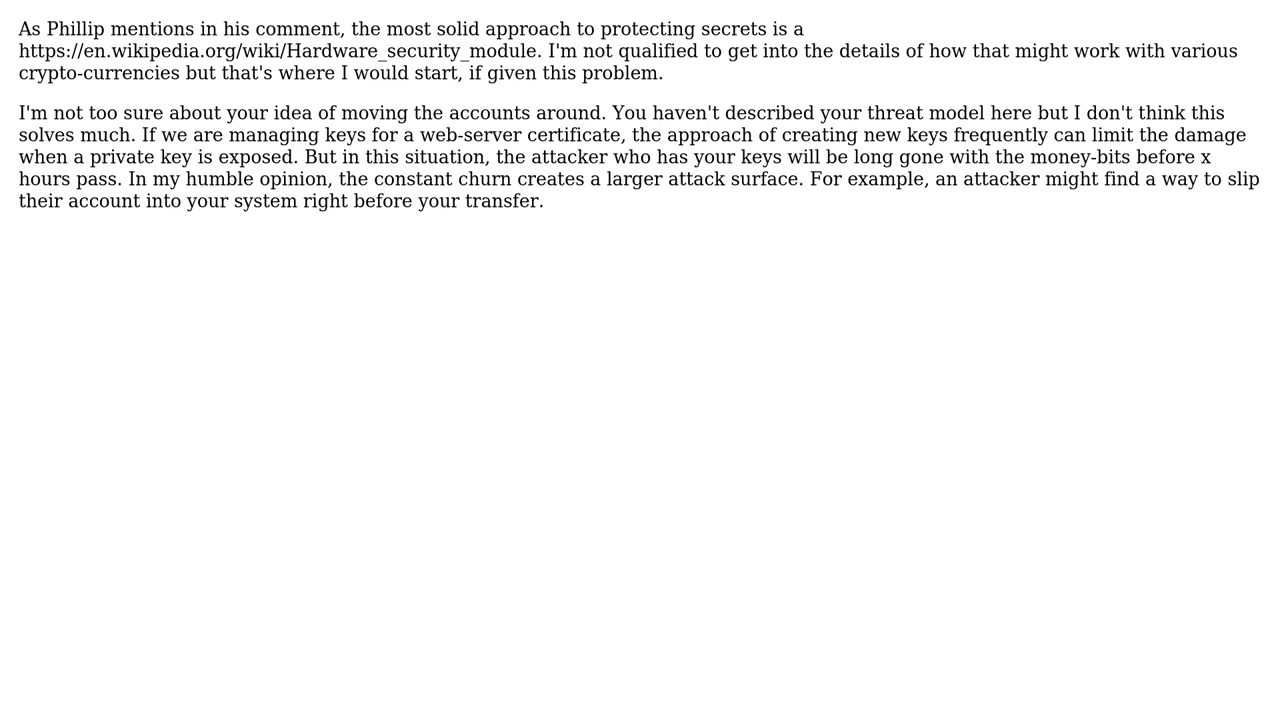 As Phillip mentions in his comment, the most solid approach to protecting secrets is a
https://en.wikipedia.org/wiki/Hardware_security_module. I'm not qualified to get into the details of how that might work with various
crypto-currencies but that's where I would start, if given this problem.
I'm not too sure about your idea of moving the accounts around. You haven't described your threat model here but I don't think this
solves much. If we are managing keys for a web-server certificate, the approach of creating new keys frequently can limit the damage
when a private key is exposed. But in this situation, the attacker who has your keys will be long gone with the money-bits before x
hours pass. In my humble opinion, the constant churn creates a larger attack surface. For example, an attacker might find a way to slip
their account into your system right before your transfer.